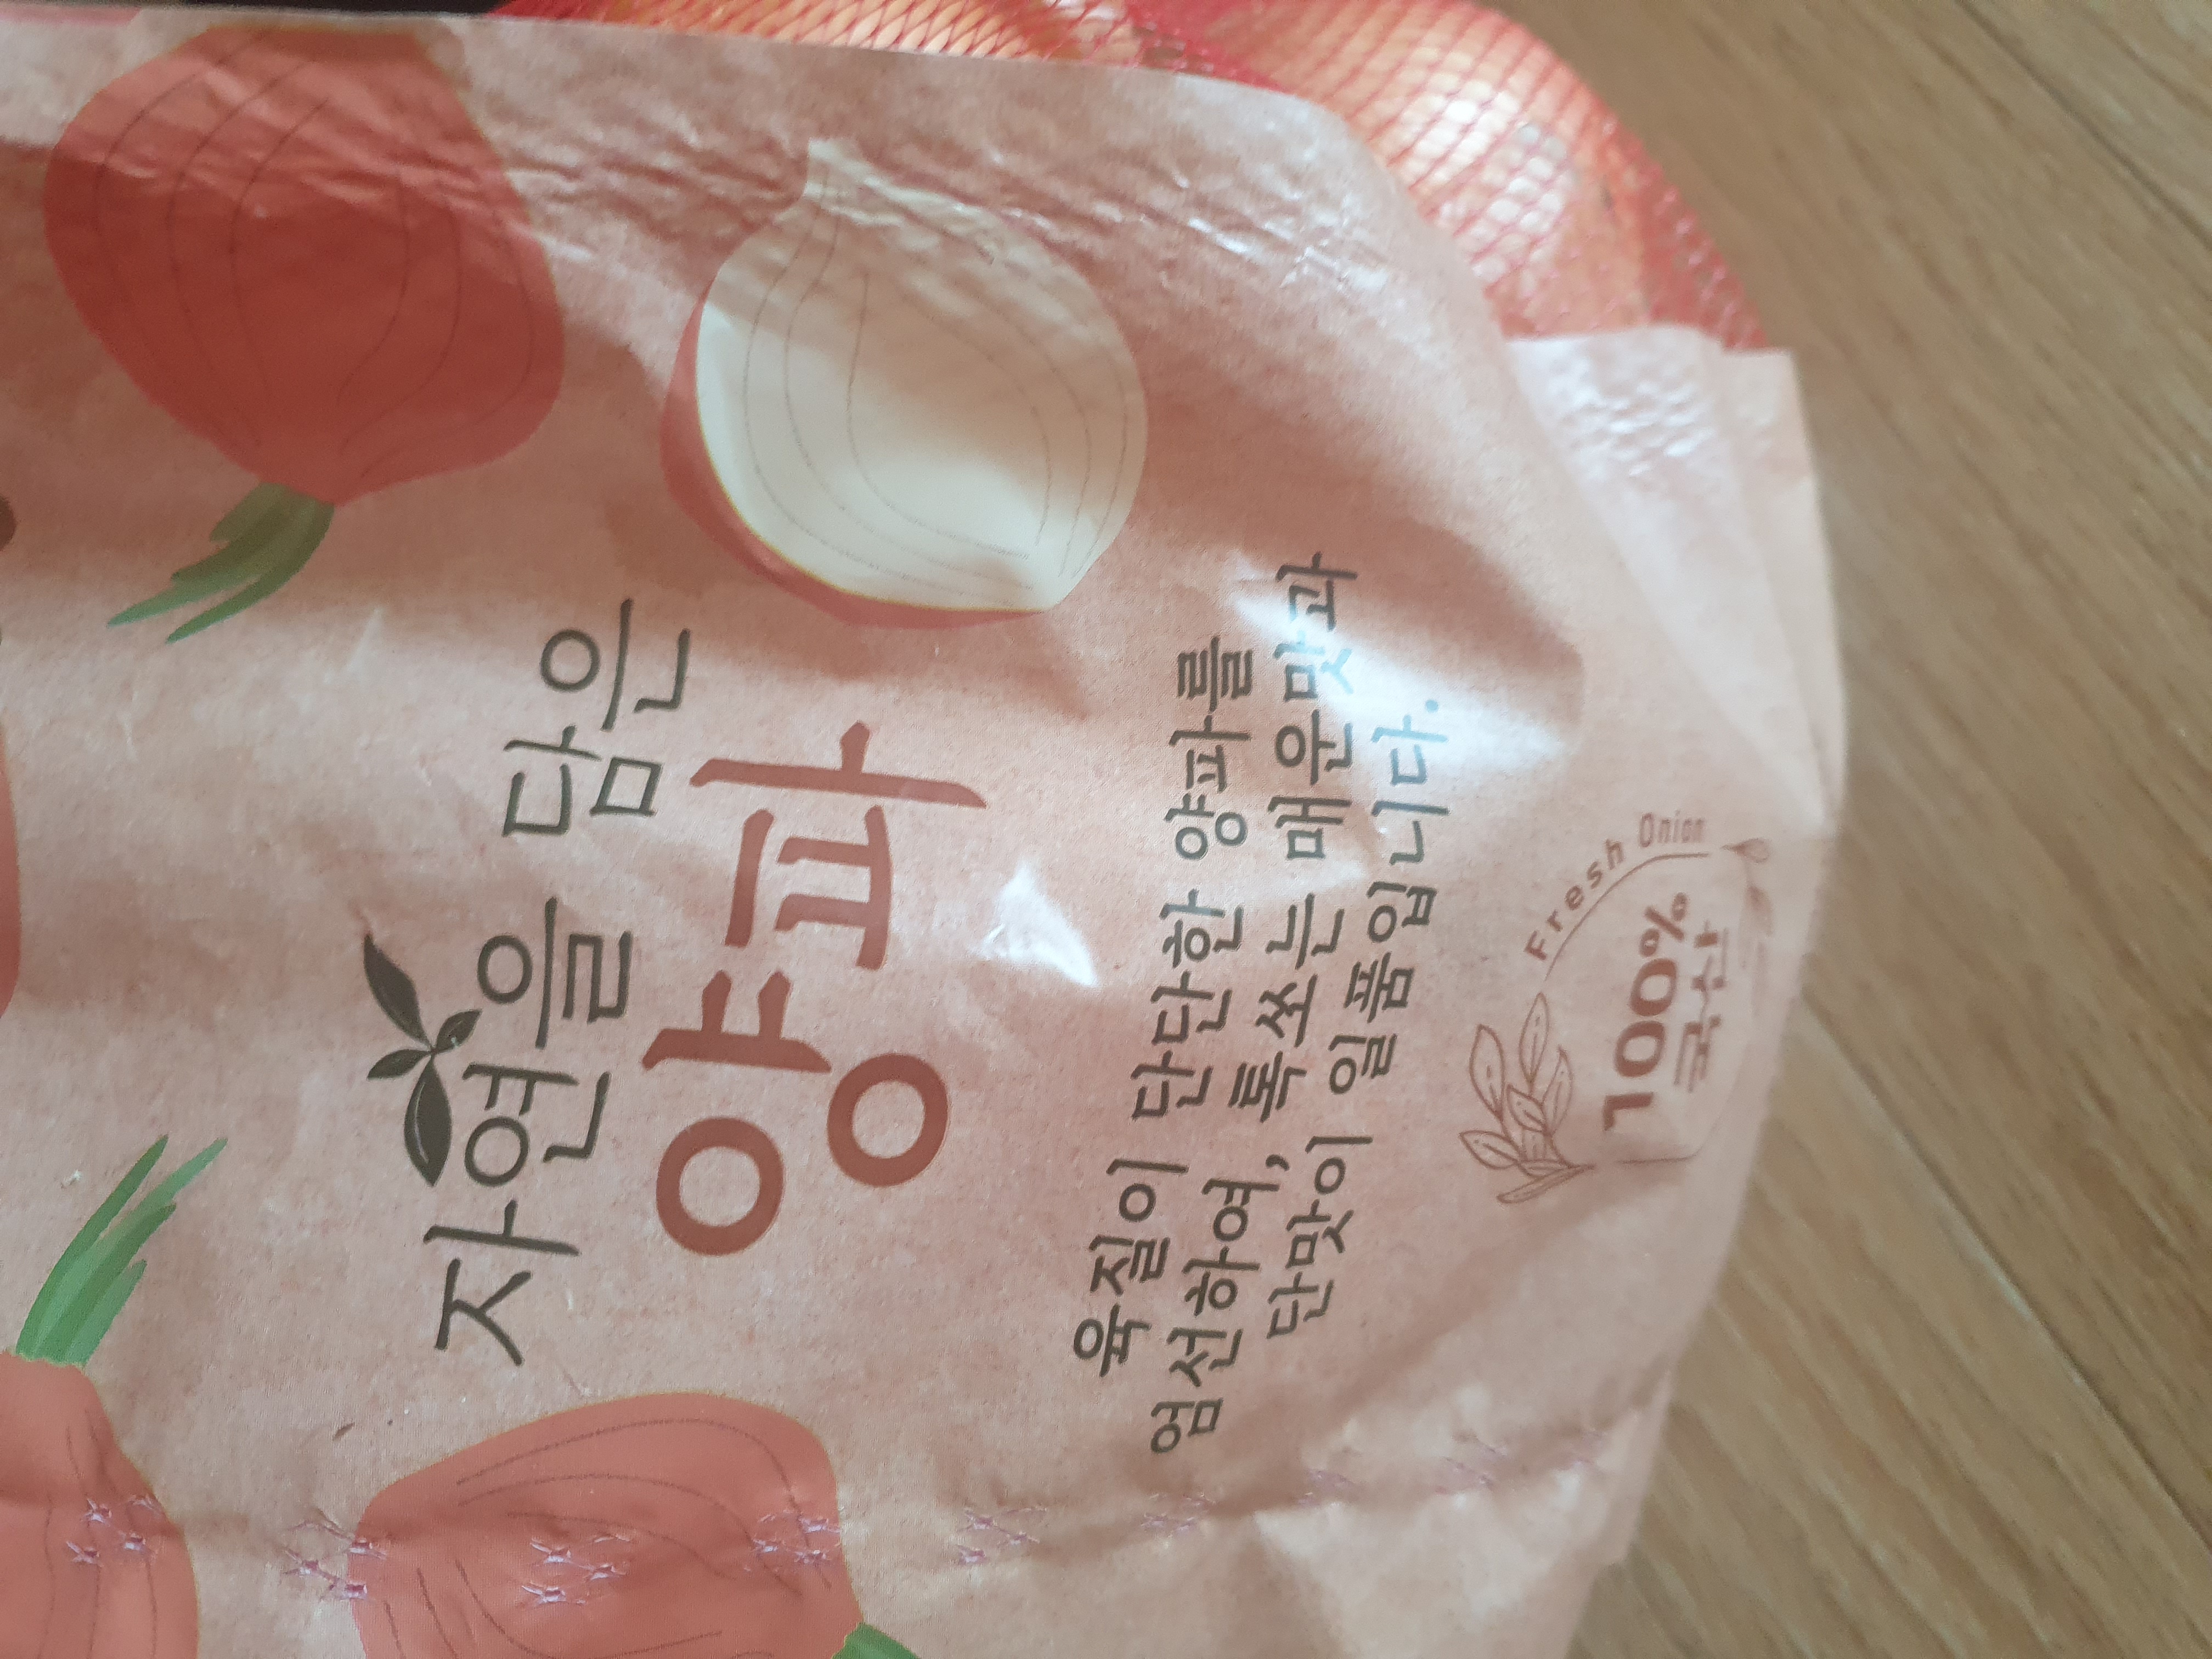 자연을 담은
양파
육질이 단단한 양파를
엄선하여, 톡쏘는 매운맛과
단맛이 일품입니다.
Fresh Onion
100%
국산